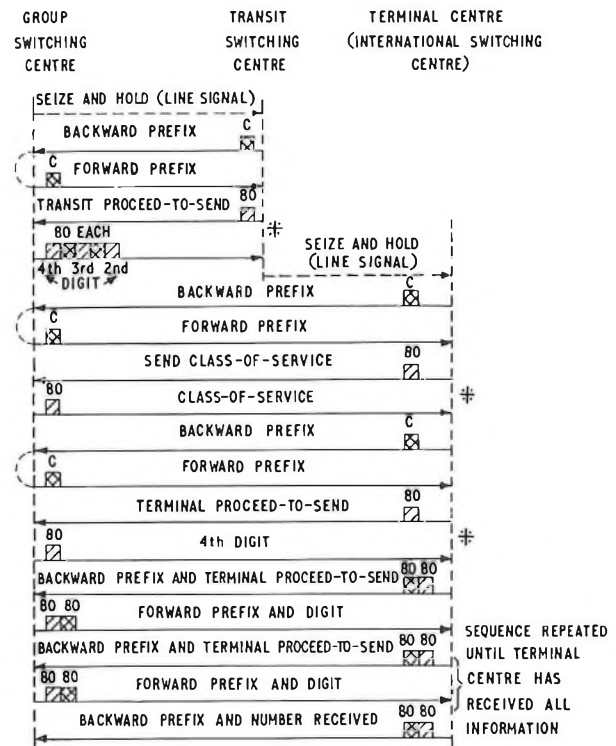 GROUP SWITCHING CENTRE
TRANSIT SWITCHING CENTRE
TERMINAL CENTRE (INTERNATIONAL SWITCHING CENTRE)
SEIZE AND HOLD (LINE SIGNAL)
BACKWARD PREFIX
C
C
FORWARD PREFIX
TRANSIT PROCEED-TO-SEND
80
80 EACH
4th 3rd 2nd
DIGIT
SEIZE AND HOLD
(LINE SIGNAL)
BACKWARD PREFIX
C
C
FORWARD PREFIX
SEND CLASS-OF-SERVICE
80
80
CLASS-OF-SERVICE
BACKWARD PREFIX
C
C
FORWARD PREFIX
TERMINAL PROCEED-TO-SEND
80
80
4th DIGIT
BACKWARD PREFIX AND TERMINAL PROCEED-TO-SEND
80 80
80 80
FORWARD PREFIX AND DIGIT
BACKWARD PREFIX AND TERMINAL PROCEED-TO-SEND
80 80
80 80
FORWARD PREFIX AND DIGIT
BACKWARD PREFIX AND NUMBER RECEIVED
80 80
SEQUENCE REPEATED
UNTIL TERMINAL
CENTRE HAS
RECEIVED ALL
INFORMATION